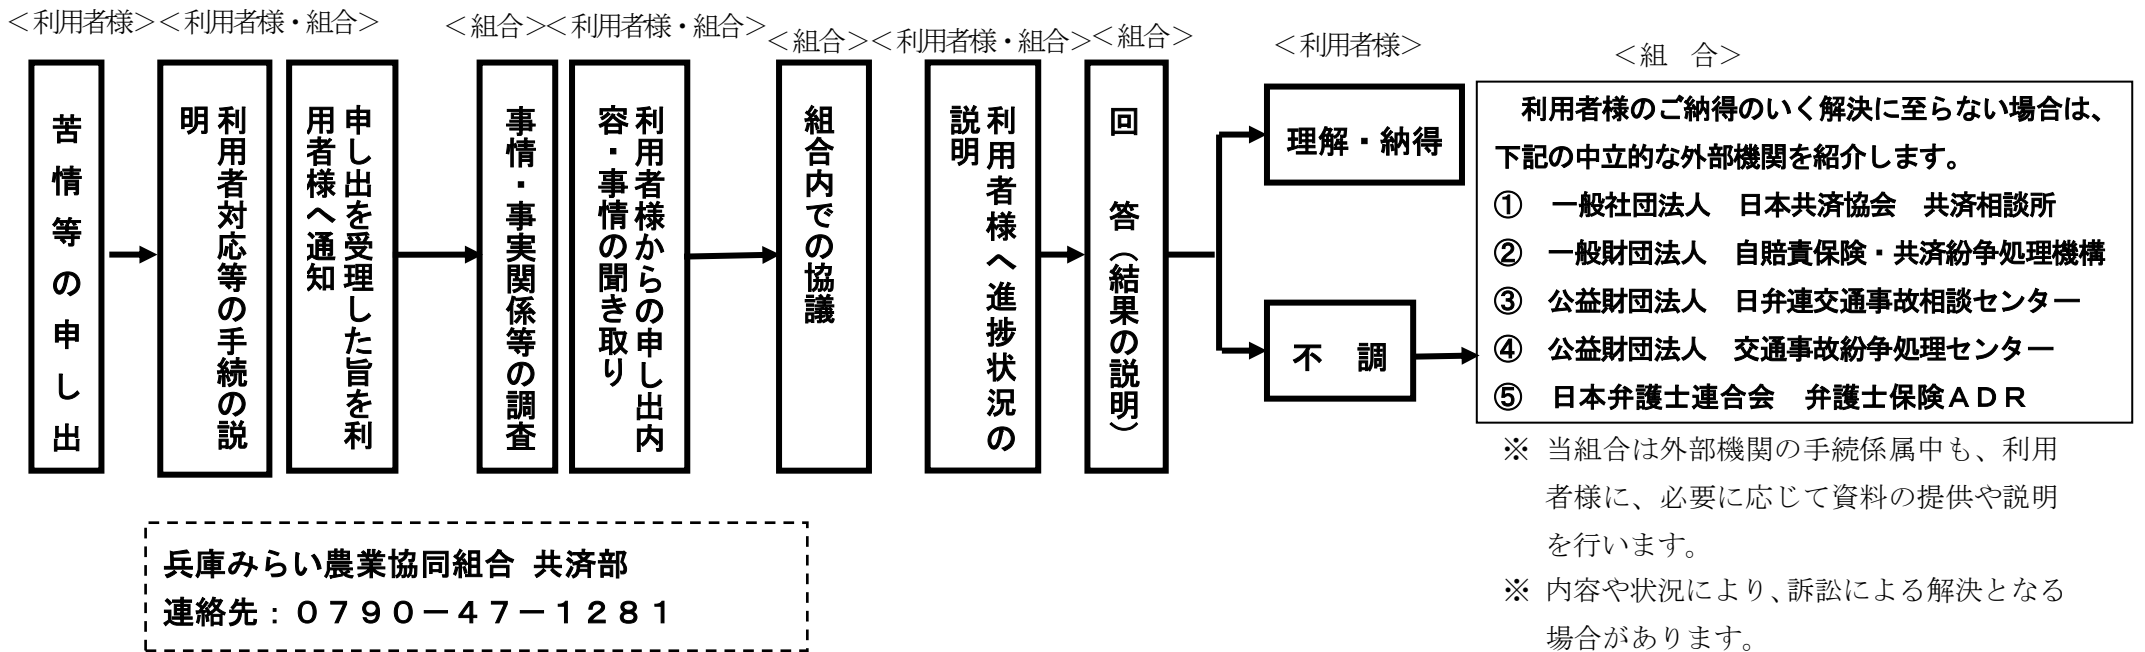 ＜利用者様＞＜利用者様・組合＞
＜組合＞＜利用者様・組合＞
＜組合＞＜利用者様・組合＞
＜組合＞
＜利用者様＞
＜組　合＞
苦情等の申し出
利用者対応等の手続の説
明
申し出を受理した旨を利
用者様へ通知
事情・事実関係等の調査
利用者様からの申し出内
容・事情の聞き取り
組合内での協議
利用者様へ進捗状況の
説明
回　答（結果の説明）
理解・納得
不　調
利用者様のご納得のいく解決に至らない場合は、
下記の中立的な外部機関を紹介します。
①　一般社団法人　日本共済協会　共済相談所
②　一般財団法人　自賠責保険・共済紛争処理機構
③　公益財団法人　日弁連交通事故相談センター
④　公益財団法人　交通事故紛争処理センター
⑤　日本弁護士連合会　弁護士保険ＡＤＲ
※ 当組合は外部機関の手続係属中も、利用
者様に、必要に応じて資料の提供や説明
を行います。
※ 内容や状況により、訴訟による解決となる
場合があります。
兵庫みらい農業協同組合 共済部
連絡先：０７９０－４７－１２８１